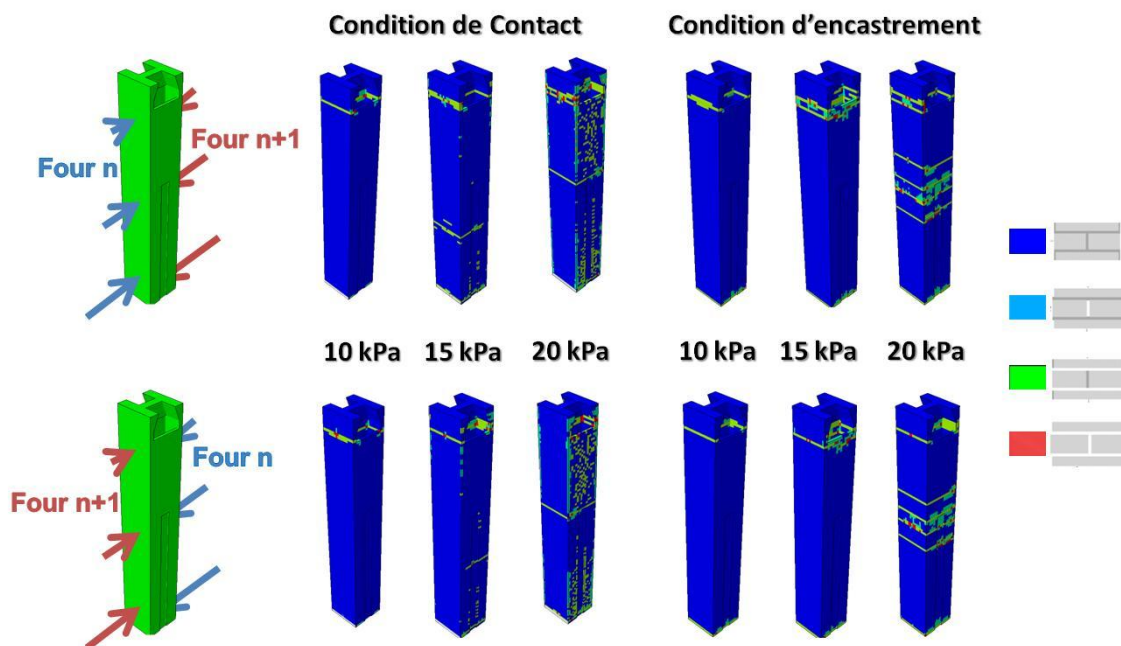 Condition de Contact
Condition d'encastrement
Four n+1
Four n
10 kPa
15 kPa
20 kPa
10 kPa
15 kPa
20 kPa
Four n
Four n+1